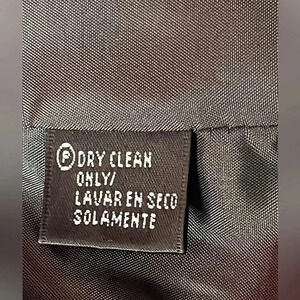 Ⓟ DRY CLEAN
ONLY/
LAVAR EN SECO
SOLAMENTE